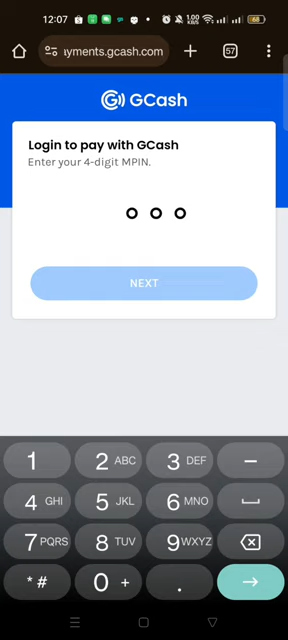 12:07
1.00
KB/S
68
ayments.gcash.com
57
GCash
Login to pay with GCash
Enter your 4-digit MPIN.
NEXT
1 2 ABC 3 DEF –
4 GHI 5 JKL 6 MNO
7 PQRS 8 TUV 9 WXYZ
* # 0 + .